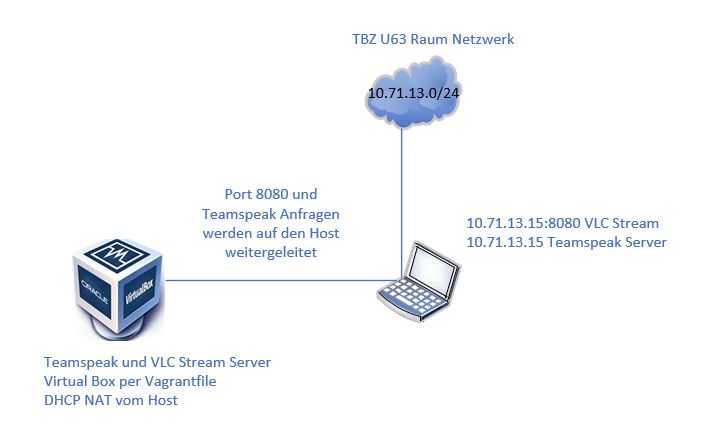 TBZ U63 Raum Netzwerk
10.71.13.0/24
Port 8080 und
Teamspeak Anfragen
werden auf den Host
weitergeleitet
10.71.13.15:8080 VLC Stream
10.71.13.15 Teamspeak Server
ORACLE
VirtualBox
Teamspeak und VLC Stream Server
Virtual Box per Vagrantfile
DHCP NAT vom Host